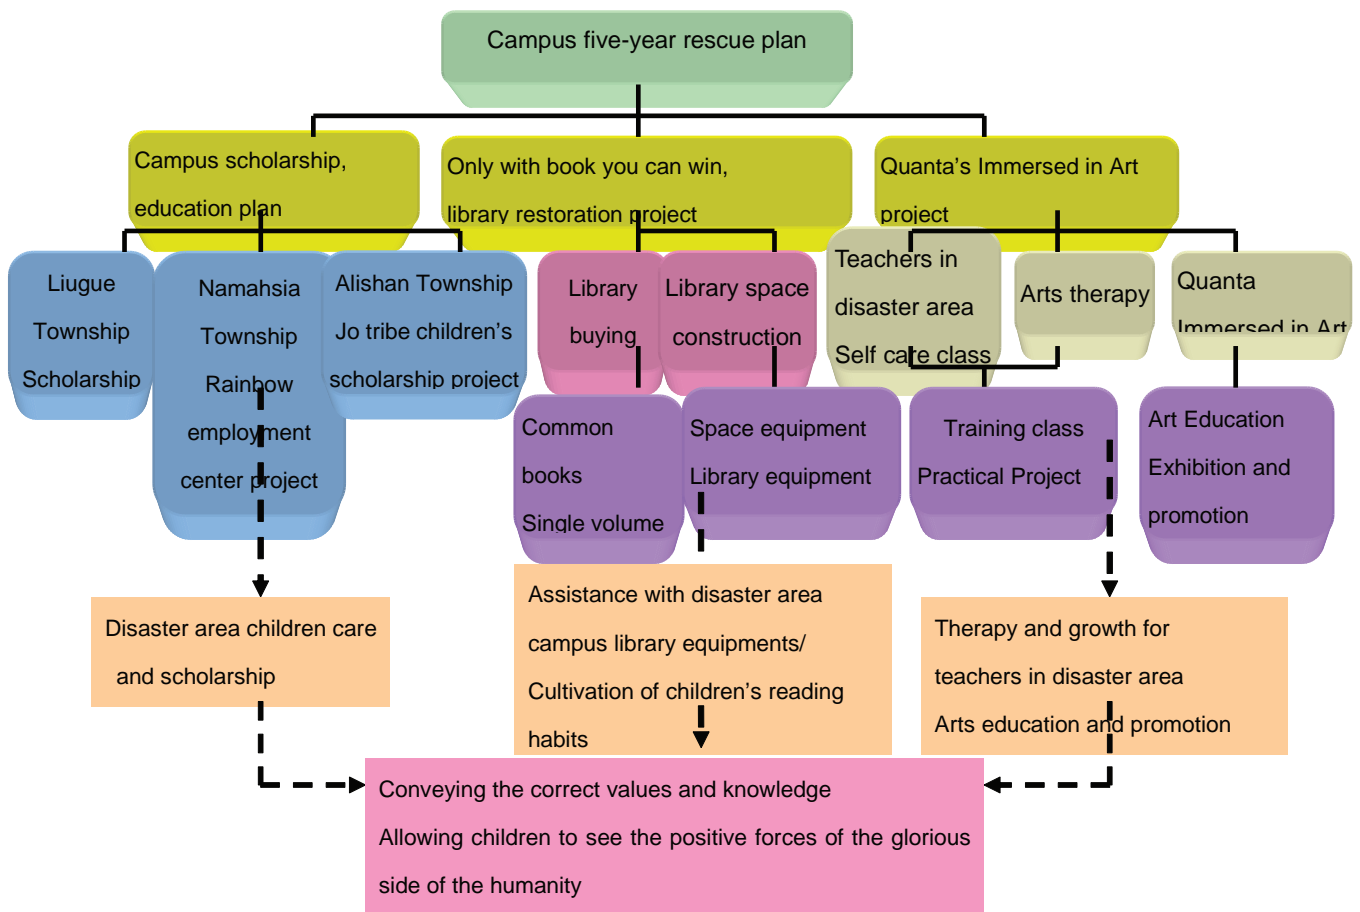 Campus five-year rescue plan
Campus scholarship,
education plan
Only with book you can win,
library restoration project
Quanta's Immersed in Art
project
Liugue
Township
Scholarship
Namahsia
Township
Rainbow
employment
center project
Alishan Township
Jo tribe children's
scholarship project
Library
buying
Library space
construction
Teachers in
disaster area
Self care class
Arts therapy
Quanta
Immersed in Art
Common
books
Single volume
Space equipment
Library equipment
Training class
Practical Project
Art Education
Exhibition and
promotion
Disaster area children care
and scholarship
Assistance with disaster area
campus library equipments/
Cultivation of children's reading
habits
Therapy and growth for
teachers in disaster area
Arts education and promotion
Conveying the correct values and knowledge
Allowing children to see the positive forces of the glorious
side of the humanity